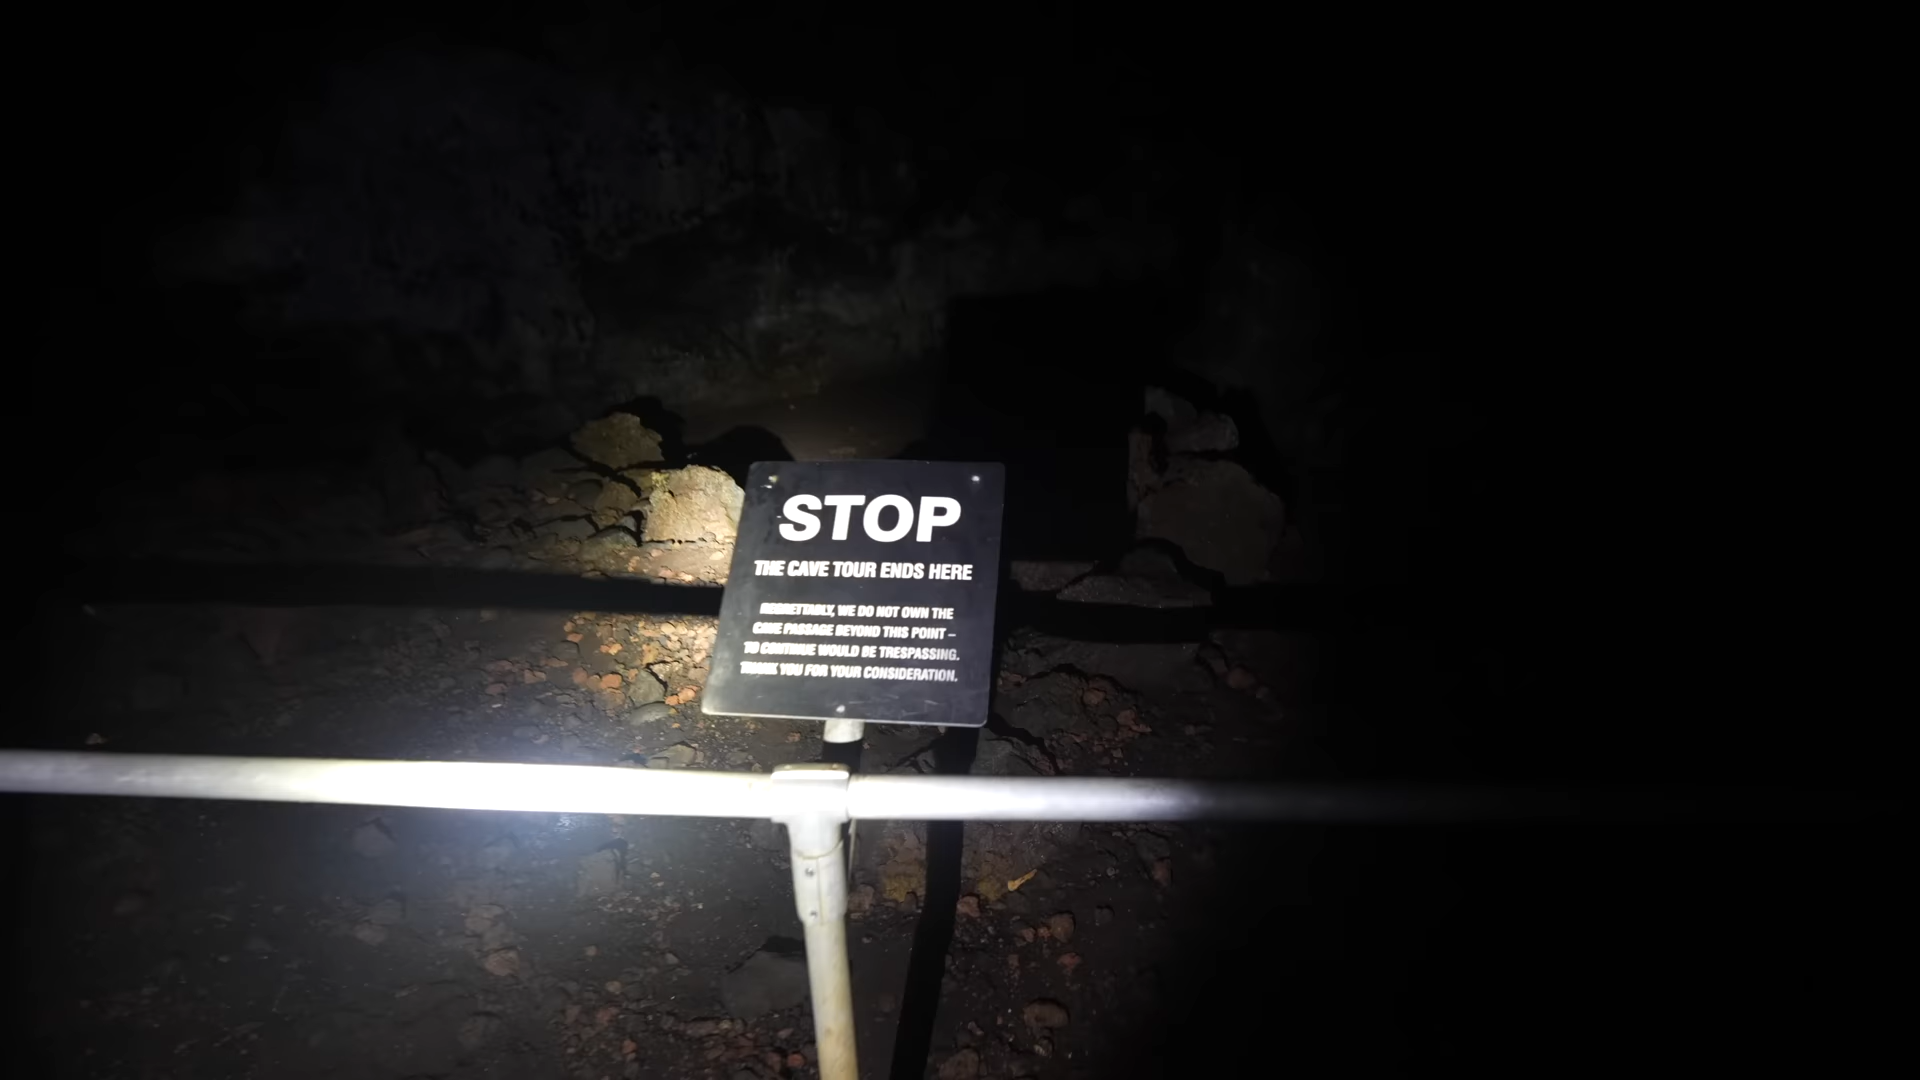 STOP
THE CAVE TOUR ENDS HERE
REGRETTABLY, WE DO NOT OWN THE
CAVE PASSAGE BEYOND THIS POINT –
TO CONTINUE WOULD BE TRESPASSING.
THANK YOU FOR YOUR CONSIDERATION.